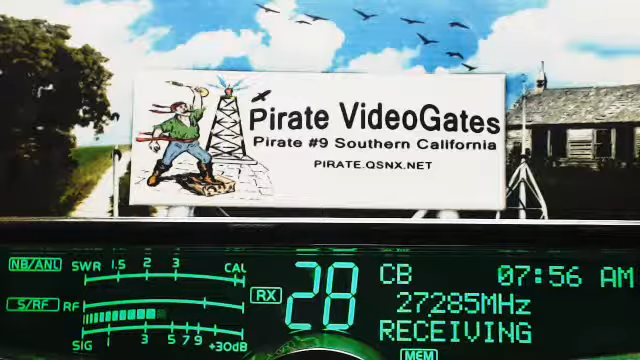 Pirate VideoGates
Pirate #9 Southern California
PIRATE.QSNX.NET
NB/ANL SWR 1.5 2 3 CAL
CB 07:56 AM
S/RF RF RX 28 27285MHz
SIG 1 3 5 7 9 +30dB
RECEIVING
MEM